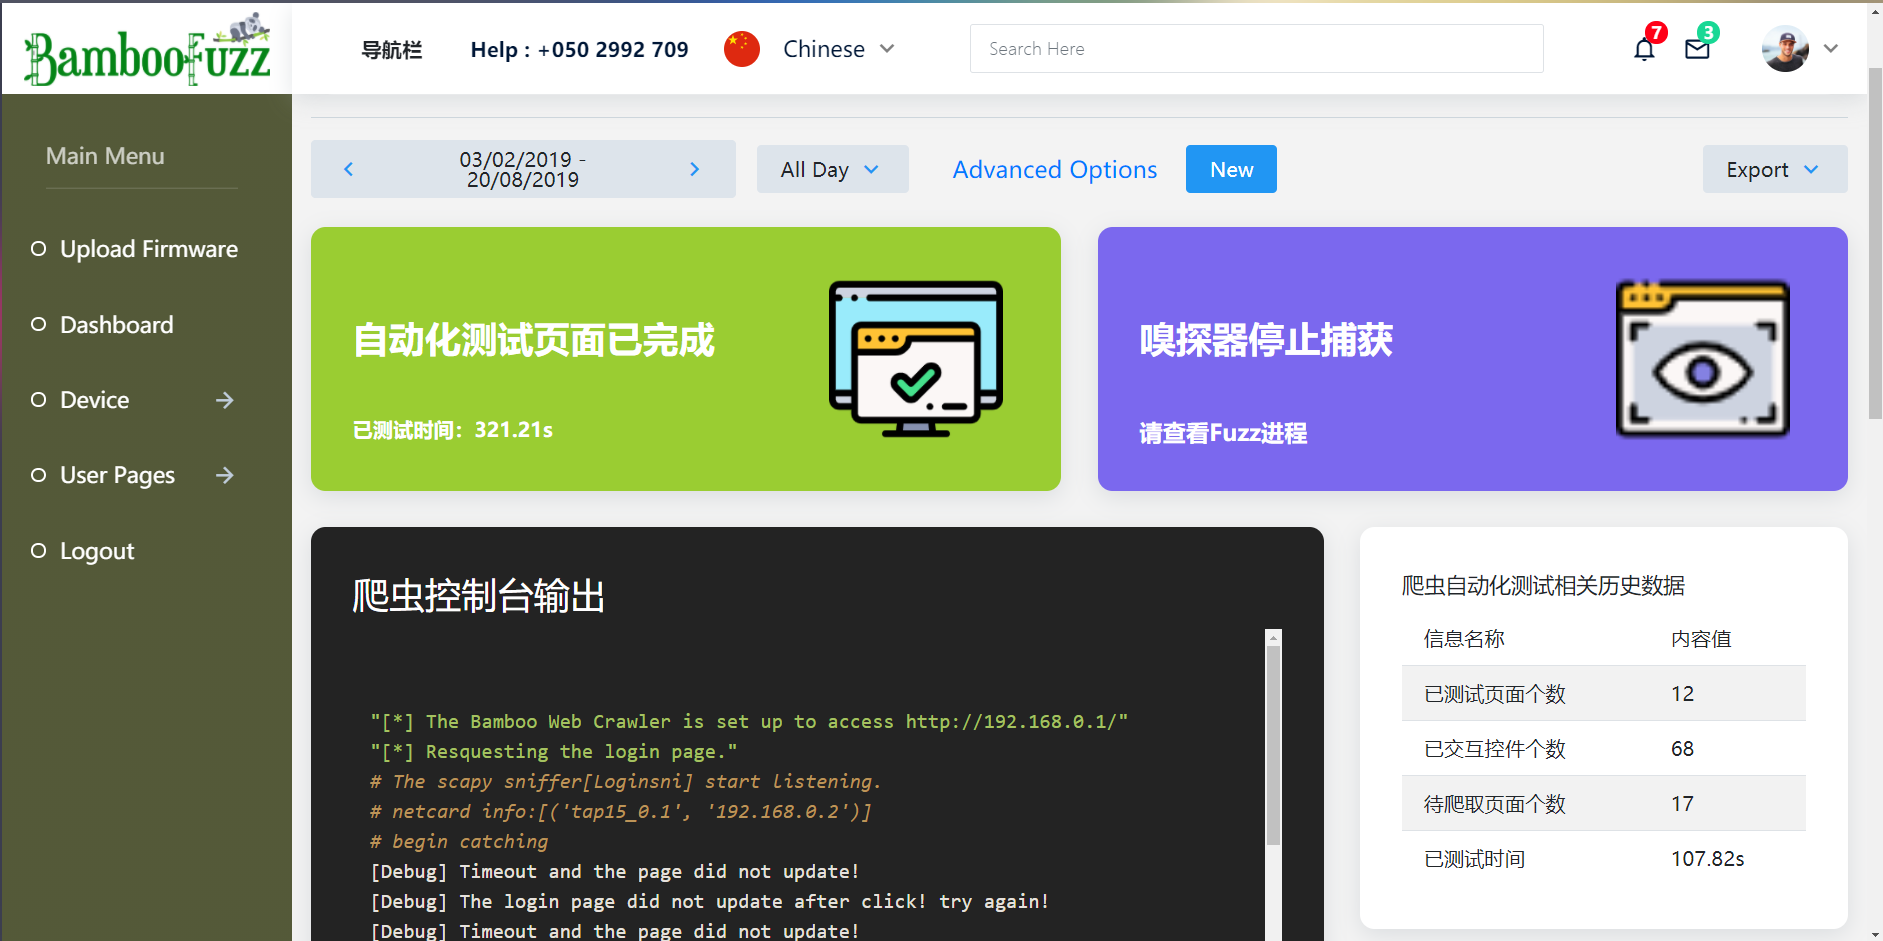 BambooFuzz
导航栏
Help : +050 2992 709
Chinese
Search Here
7
3
Main Menu
Upload Firmware
Dashboard
Device
User Pages
Logout
03/02/2019 -
20/08/2019
All Day
Advanced Options
New
Export
自动化测试页面已完成
已测试时间：321.21s
嗅探器停止捕获
请查看Fuzz进程
爬虫控制台输出
"[*] The Bamboo Web Crawler is set up to access http://192.168.0.1/"
"[*] Resquesting the login page."
# The scapy sniffer[Loginsni] start listening.
# netcard info:[('tap15_0.1', '192.168.0.2')]
# begin catching
[Debug] Timeout and the page did not update!
[Debug] The login page did not update after click! try again!
[Debug] Timeout and the page did not update!
爬虫自动化测试相关历史数据
信息名称 内容值
已测试页面个数 12
已交互控件个数 68
待爬取页面个数 17
已测试时间 107.82s